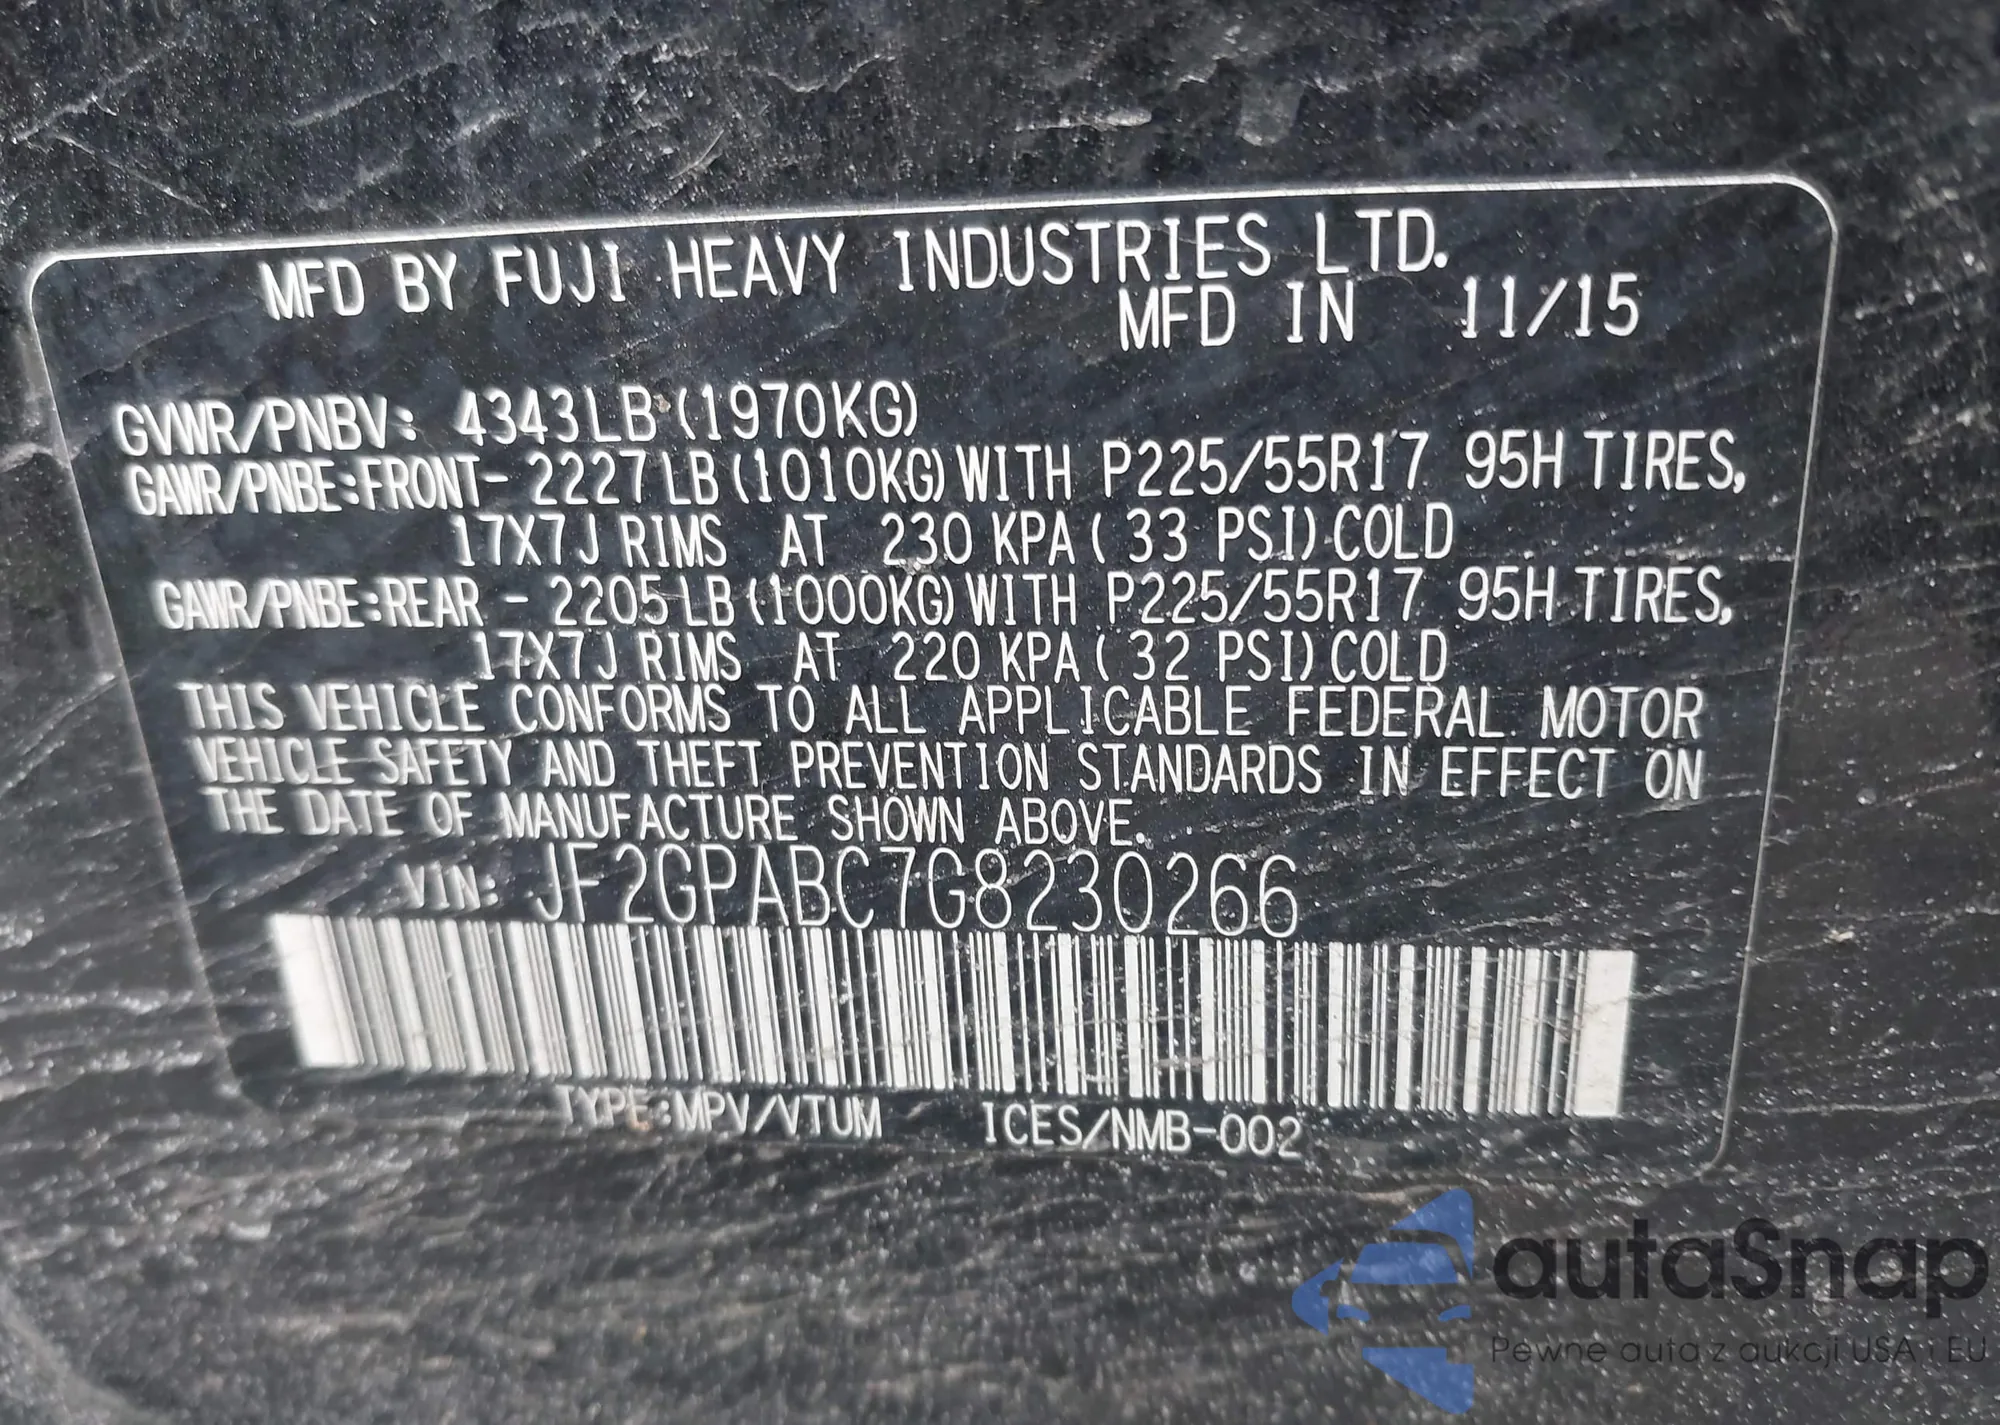 MFD BY FUJI HEAVY INDUSTRIES LTD.
MFD IN 11/15
GVWR/PNBV: 4343LB(1970KG)
GAWR/PNBE:FRONT- 2227LB(1010KG)WITH P225/55R17 95H TIRES,
17X7J RIMS AT 230 KPA( 33 PSI)COLD
GAWR/PNBE:REAR - 2205LB(1000KG)WITH P225/55R17 95H TIRES,
17X7J RIMS AT 220 KPA( 32 PSI)COLD
THIS VEHICLE CONFORMS TO ALL APPLICABLE FEDERAL MOTOR
VEHICLE SAFETY AND THEFT PREVENTION STANDARDS IN EFFECT ON
THE DATE OF MANUFACTURE SHOWN ABOVE.
VIN: JF2GPABC7G8230266
TYPE:MPV/VTUM ICES/NMB-002
autaSnap
Pewne auta z aukcji USA i EU